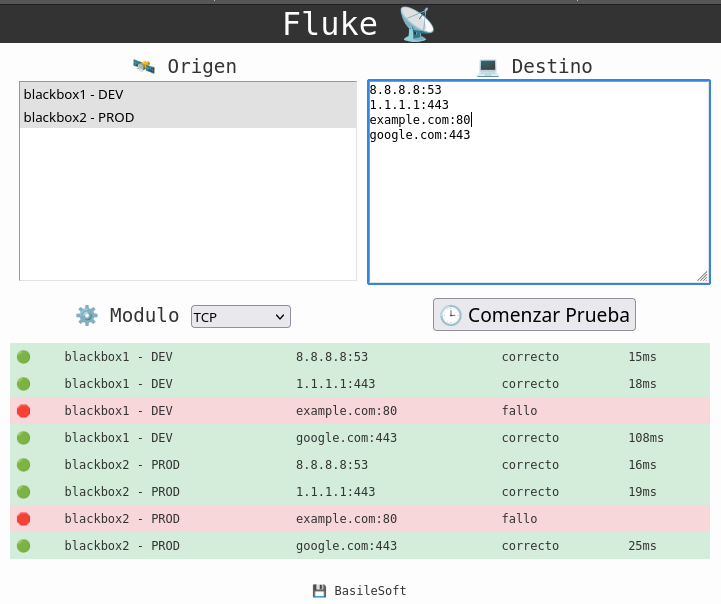 Fluke 📡
🛰️ Origen
💻 Destino
blackbox1 - DEV
blackbox2 - PROD
8.8.8.8:53
1.1.1.1:443
example.com:80
google.com:443
⚙️ Modulo TCP
🕒 Comenzar Prueba
🟢 blackbox1 - DEV 8.8.8.8:53 correcto 15ms
🟢 blackbox1 - DEV 1.1.1.1:443 correcto 18ms
🛑 blackbox1 - DEV example.com:80 fallo
🟢 blackbox1 - DEV google.com:443 correcto 108ms
🟢 blackbox2 - PROD 8.8.8.8:53 correcto 16ms
🟢 blackbox2 - PROD 1.1.1.1:443 correcto 19ms
🛑 blackbox2 - PROD example.com:80 fallo
🟢 blackbox2 - PROD google.com:443 correcto 25ms
💾 BasileSoft